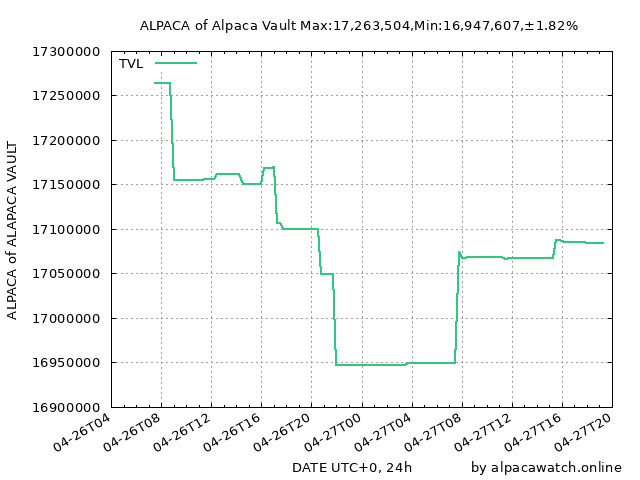 ALPACA of Alpaca Vault Max:17,263,504,Min:16,947,607,±1.82%
17300000
TVL
17250000
17200000
17150000
17100000
17050000
17000000
16950000
16900000
ALPACA of ALAPACA VAULT
04-26T04
04-26T08
04-26T12
04-26T16
04-26T20
04-27T00
04-27T04
04-27T08
04-27T12
04-27T16
04-27T20
DATE UTC+0, 24h
by alpacawatch.online